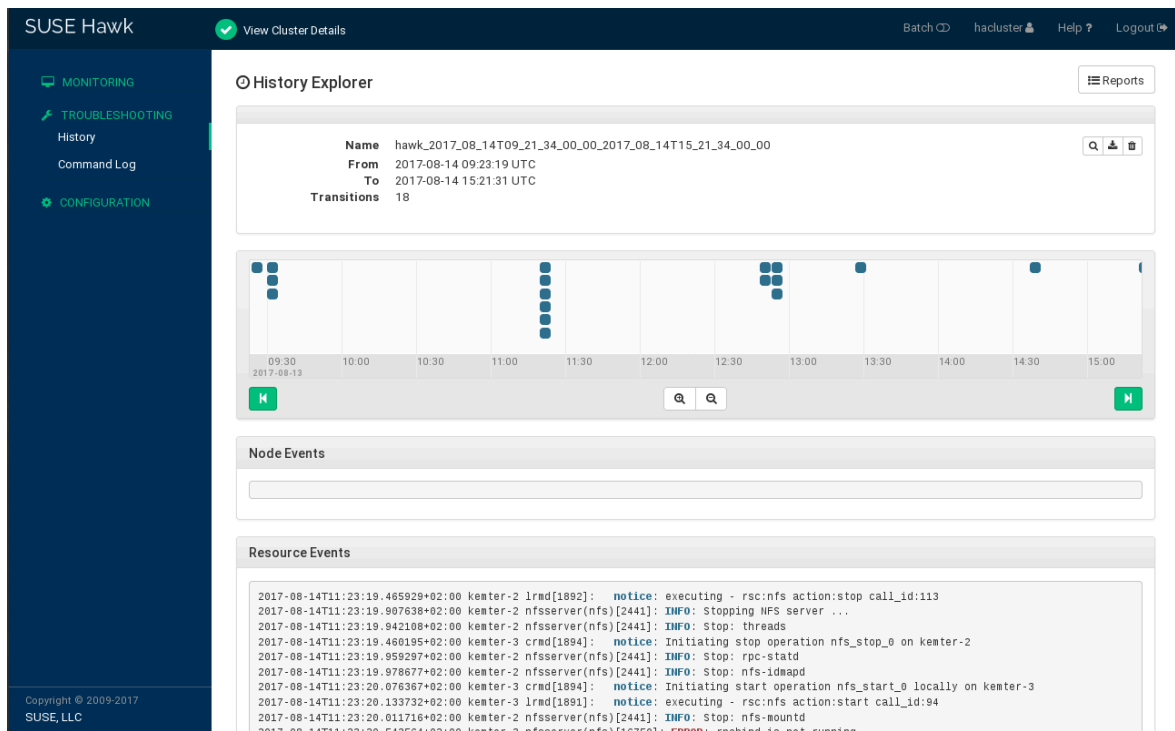 SUSE Hawk
View Cluster Details
Batch
hacluster
Help ?
Logout
MONITORING
TROUBLESHOOTING
History
Command Log
CONFIGURATION
Copyright © 2009-2017
SUSE, LLC
History Explorer
Reports
Name hawk_2017_08_14T09_21_34_00_00_2017_08_14T15_21_34_00_00
From 2017-08-14 09:23:19 UTC
To 2017-08-14 15:21:31 UTC
Transitions 18
09:30 10:00 10:30 11:00 11:30 12:00 12:30 13:00 13:30 14:00 14:30 15:00
2017-08-13
Node Events
Resource Events
2017-08-14T11:23:19.465929+02:00 kemter-2 lrmd[1892]: notice: executing - rsc:nfs action:stop call_id:113
2017-08-14T11:23:19.907638+02:00 kemter-2 nfsserver(nfs)[2441]: INFO: Stopping NFS server ...
2017-08-14T11:23:19.942108+02:00 kemter-2 nfsserver(nfs)[2441]: INFO: Stop: threads
2017-08-14T11:23:19.460195+02:00 kemter-3 crmd[1894]: notice: Initiating stop operation nfs_stop_0 on kemter-2
2017-08-14T11:23:19.959297+02:00 kemter-2 nfsserver(nfs)[2441]: INFO: Stop: rpc-statd
2017-08-14T11:23:19.978677+02:00 kemter-2 nfsserver(nfs)[2441]: INFO: Stop: nfs-idmapd
2017-08-14T11:23:20.076367+02:00 kemter-3 crmd[1894]: notice: Initiating start operation nfs_start_0 locally on kemter-3
2017-08-14T11:23:20.133732+02:00 kemter-3 lrmd[1891]: notice: executing - rsc:nfs action:start call_id:94
2017-08-14T11:23:20.011716+02:00 kemter-2 nfsserver(nfs)[2441]: INFO: Stop: nfs-mountd
ERROR: rpcbind is not running